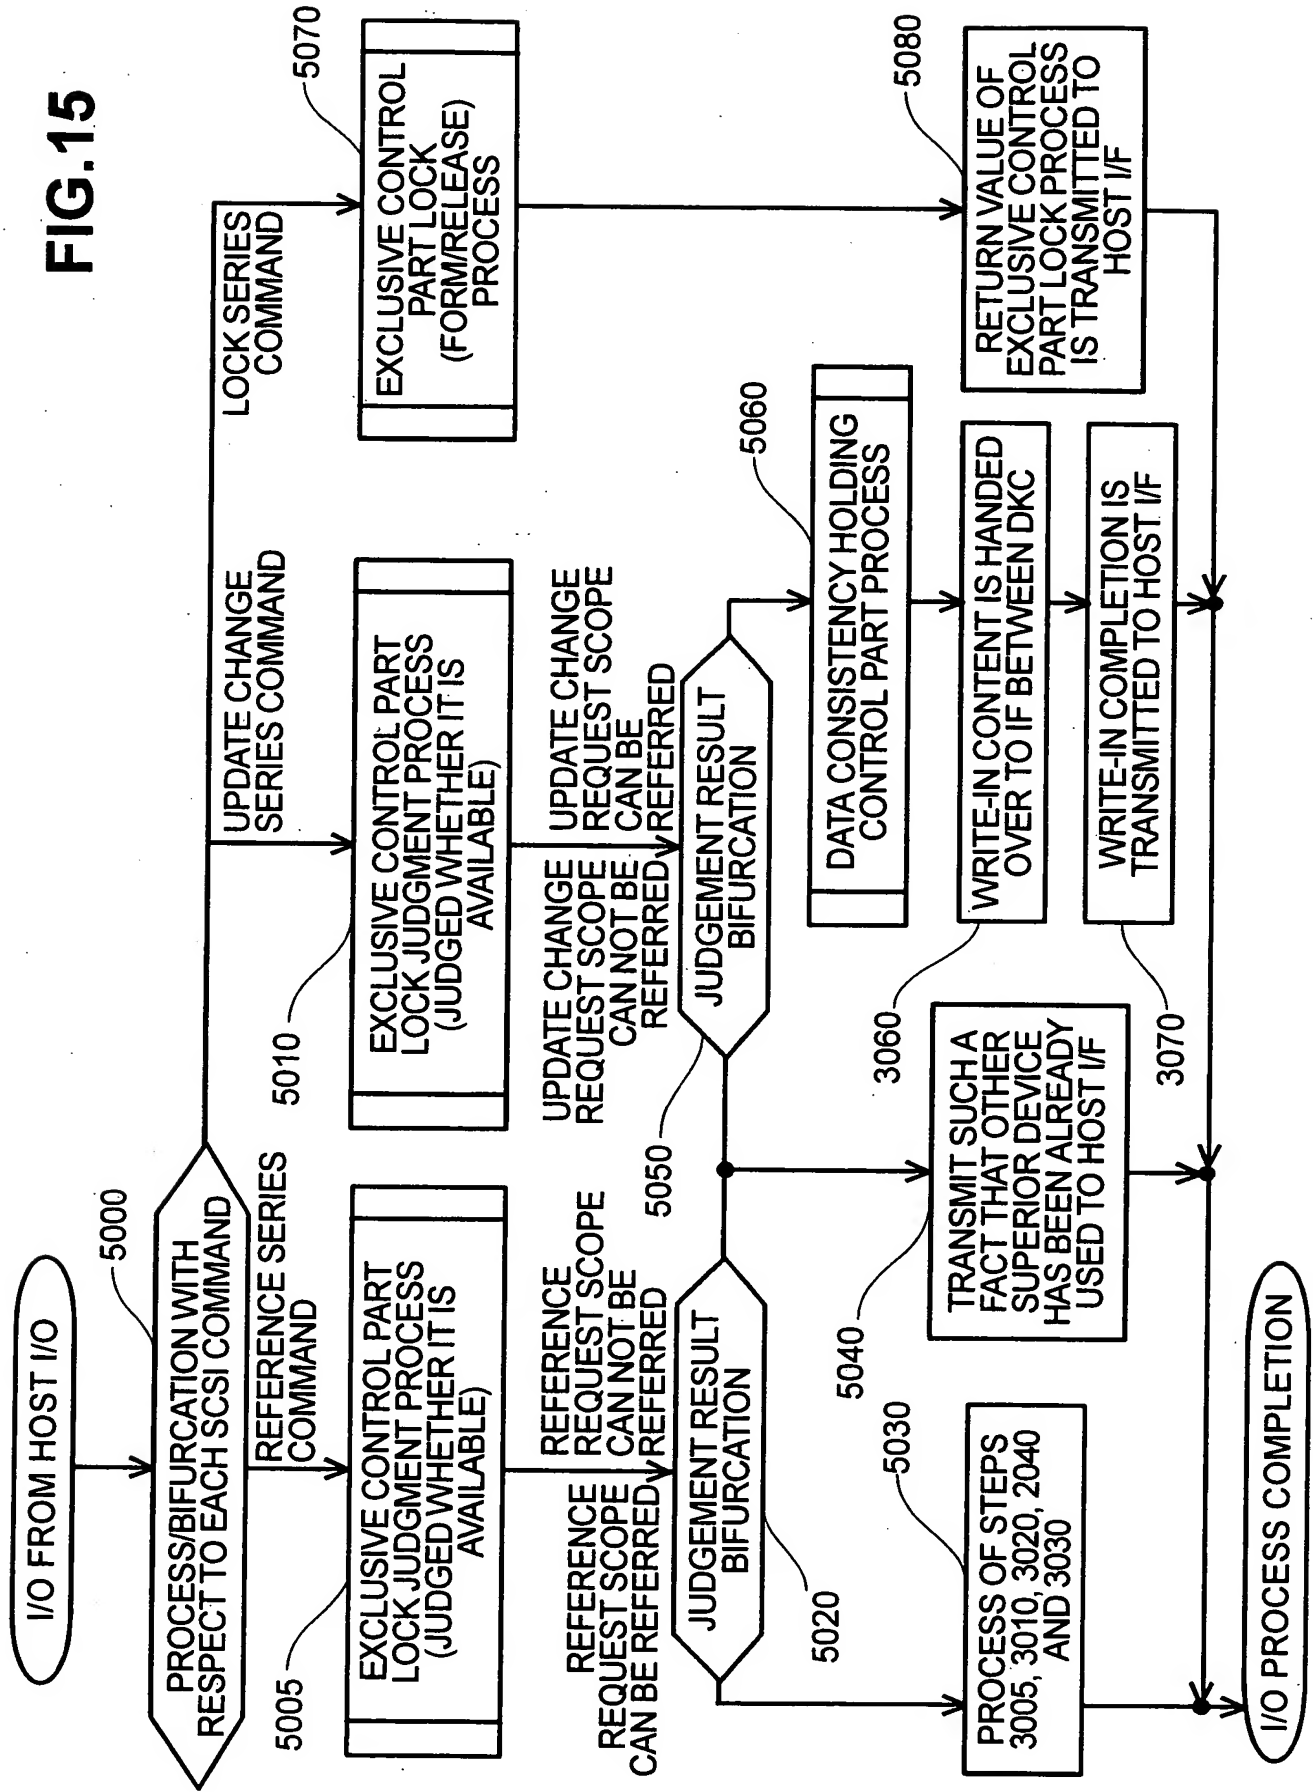 FIG.15
I/O FROM HOST I/O
5000
PROCESS/BIFURCATION WITH
RESPECT TO EACH SCSI COMMAND
REFERENCE SERIES
COMMAND
UPDATE CHANGE
SERIES COMMAND
LOCK SERIES
COMMAND
5005
EXCLUSIVE CONTROL PART
LOCK JUDGMENT PROCESS
(JUDGED WHETHER IT IS
AVAILABLE)
5010
EXCLUSIVE CONTROL PART
LOCK JUDGMENT PROCESS
(JUDGED WHETHER IT IS
AVAILABLE)
5070
EXCLUSIVE CONTROL
PART LOCK
(FORM/RELEASE)
PROCESS
REFERENCE
REQUEST SCOPE
CAN BE REFERRED
REFERENCE
REQUEST SCOPE
CAN NOT BE
REFERRED
UPDATE CHANGE
REQUEST SCOPE
CAN NOT BE
REFERRED
UPDATE CHANGE
REQUEST SCOPE
CAN BE
REFERRED
JUDGEMENT RESULT
BIFURCATION
5020
JUDGEMENT RESULT
BIFURCATION
5050
5060
DATA CONSISTENCY HOLDING
CONTROL PART PROCESS
5030
PROCESS OF STEPS
3005, 3010, 3020, 2040
AND 3030
5040
TRANSMIT SUCH A
FACT THAT OTHER
SUPERIOR DEVICE
HAS BEEN ALREADY
USED TO HOST I/F
3060
WRITE-IN CONTENT IS HANDED
OVER TO IF BETWEEN DKC
3070
WRITE-IN COMPLETION IS
TRANSMITTED TO HOST I/F
5080
RETURN VALUE OF
EXCLUSIVE CONTROL
PART LOCK PROCESS
IS TRANSMITTED TO
HOST I/F
I/O PROCESS COMPLETION